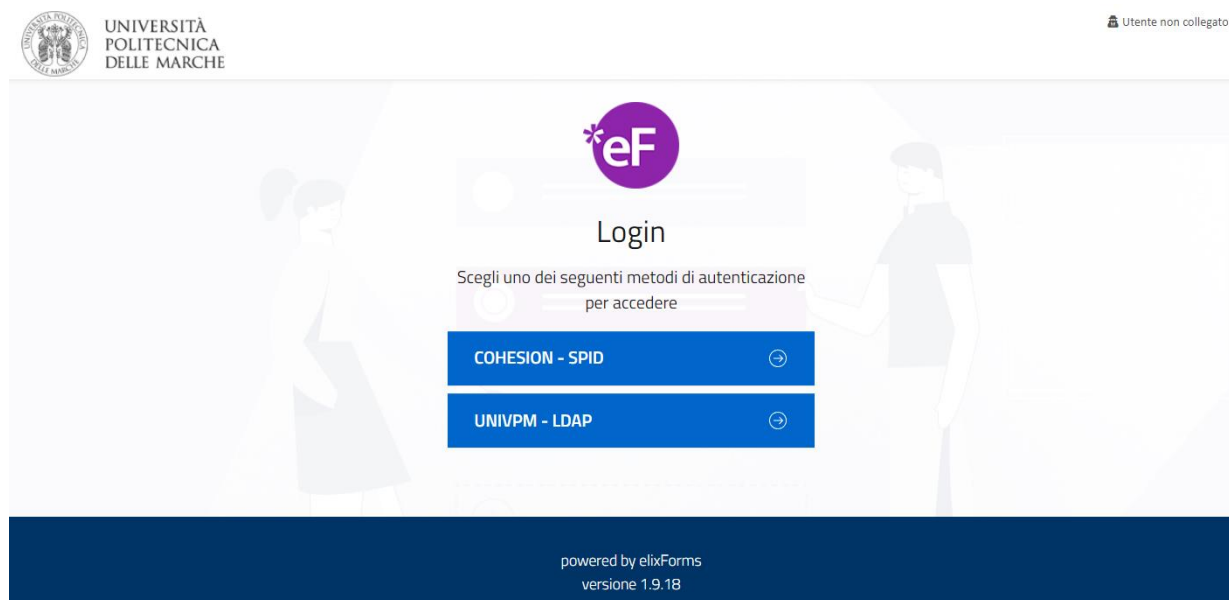 UNIVERSITÀ
POLITECNICA
DELLE MARCHE
Utente non collegato
*eF
Login
Scegli uno dei seguenti metodi di autenticazione
per accedere
COHESION - SPID
UNIVPM - LDAP
powered by elixForms
versione 1.9.18